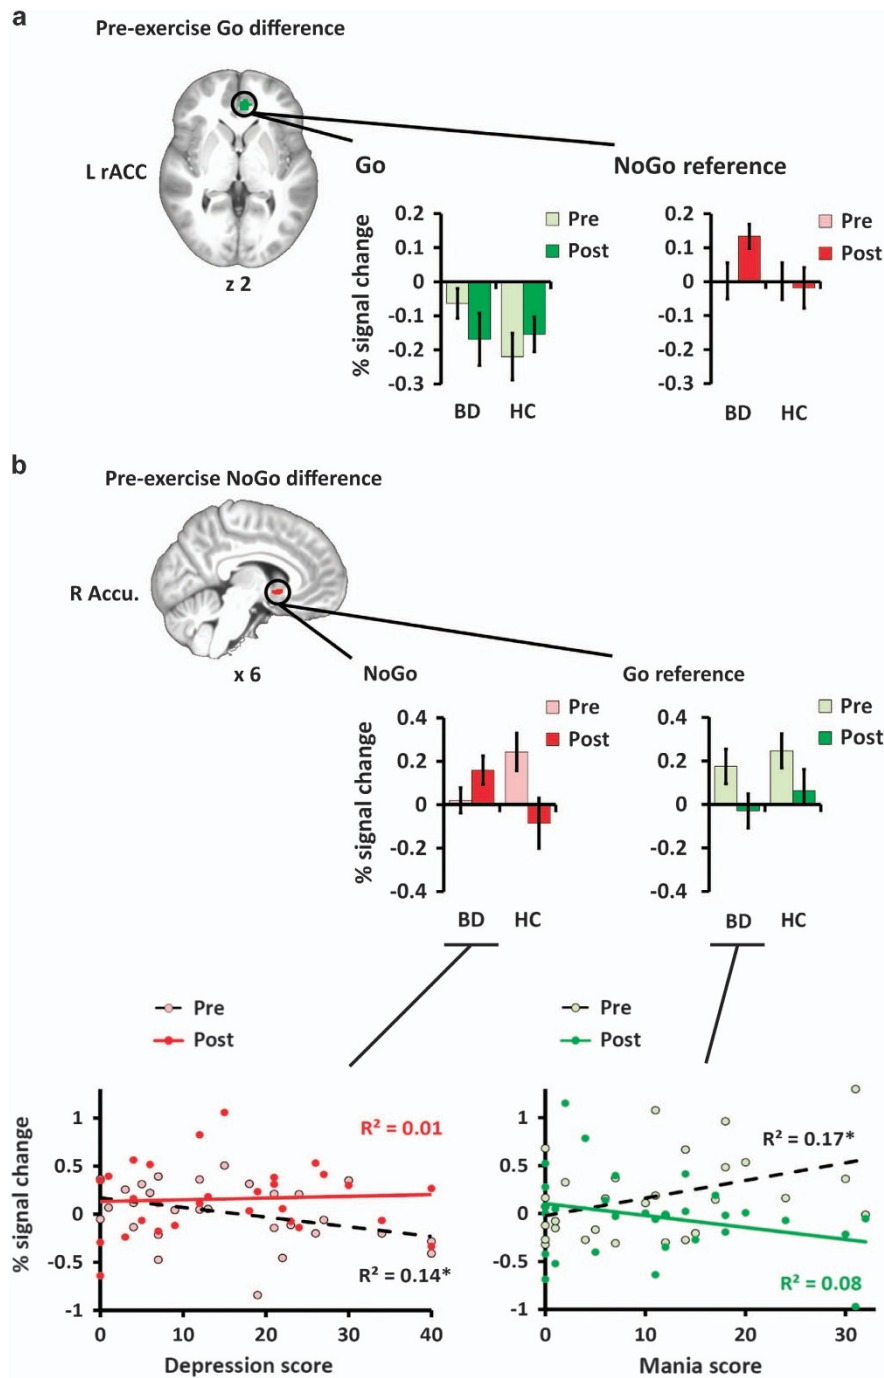 a
Pre-exercise Go difference
L rACC
z 2
Go
NoGo reference
% signal change
0.2
0.1
0
-0.1
-0.2
-0.3
Pre
Post
BD HC
0.2
0.1
0
-0.1
-0.2
-0.3
Pre
Post
BD HC
b
Pre-exercise NoGo difference
R Accu.
x 6
NoGo
Go reference
% signal change
0.4
0.2
0
-0.2
-0.4
Pre
Post
BD HC
0.4
0.2
0
-0.2
-0.4
Pre
Post
BD HC
Pre
Post
% signal change
1
0.5
0
-0.5
-1
R² = 0.01
R² = 0.14*
0 10 20 30 40
Depression score
Pre
Post
1
0.5
0
-0.5
-1
R² = 0.17*
R² = 0.08
0 10 20 30
Mania score